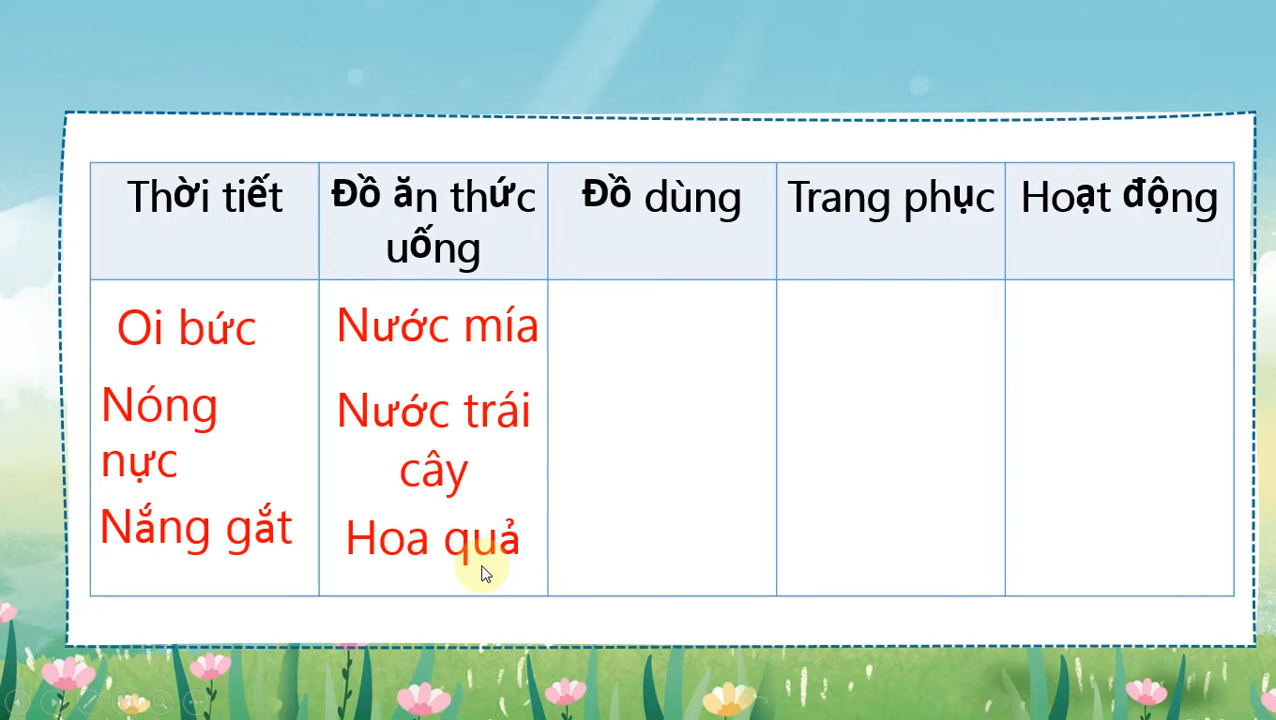 Thời tiết
Đồ ăn thức
uống
Đồ dùng
Trang phục
Hoạt động
Oi bức
Nóng
nực
Nắng gắt
Nước mía
Nước trái
cây
Hoa quả